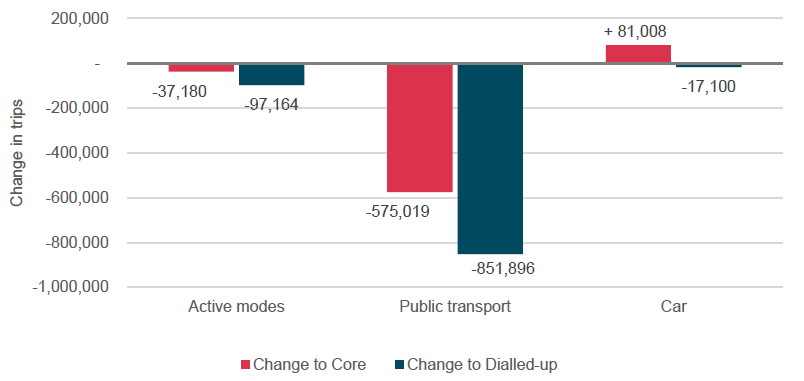 200,000
-
-200,000
-400,000
-600,000
-800,000
-1,000,000
Change in trips
-37,180
-97,164
-575,019
-851,896
+ 81,008
-17,100
Active modes
Public transport
Car
Change to Core
Change to Dialled-up